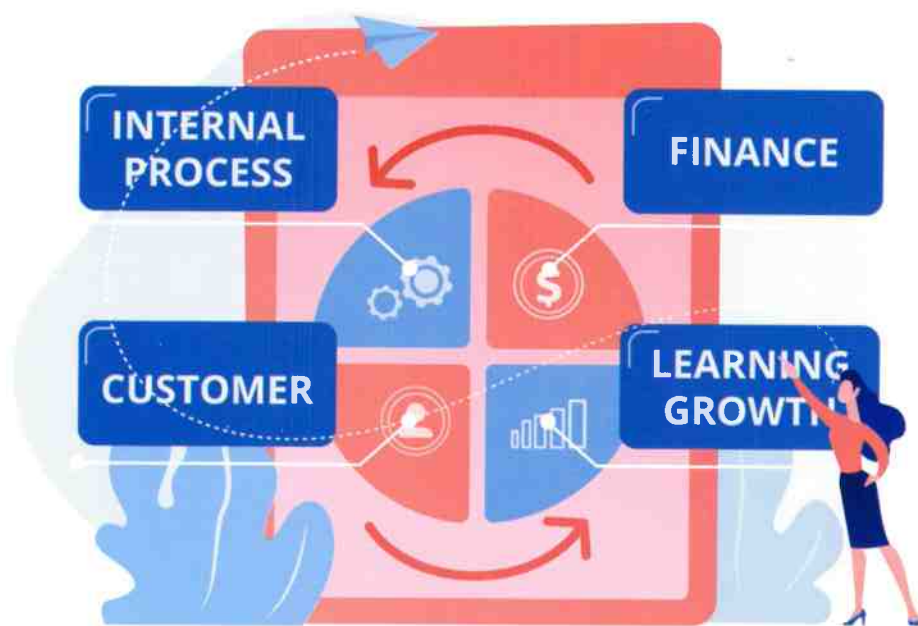 INTERNAL
PROCESS
FINANCE
CUSTOMER
LEARNING
GROWTH
$